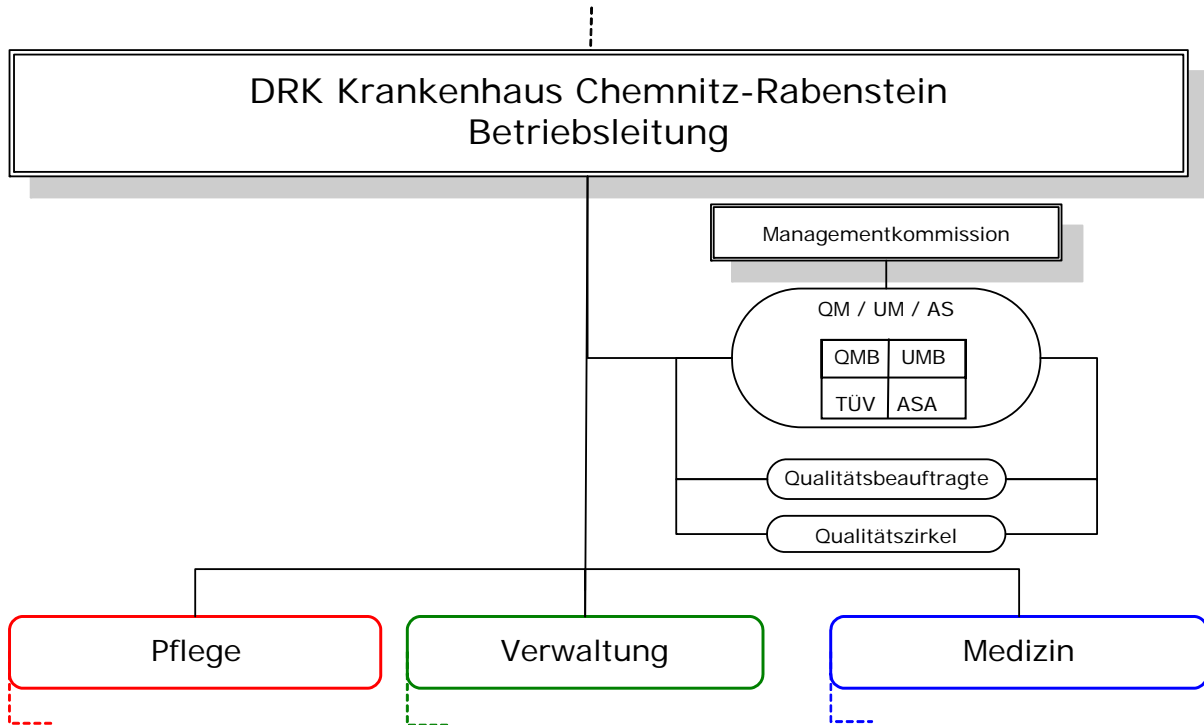 DRK Krankenhaus Chemnitz-Rabenstein
Betriebsleitung
Managementkommission
QM / UM / AS
QMB UMB
TÜV ASA
Qualitätsbeauftragte
Qualitätszirkel
Pflege
Verwaltung
Medizin